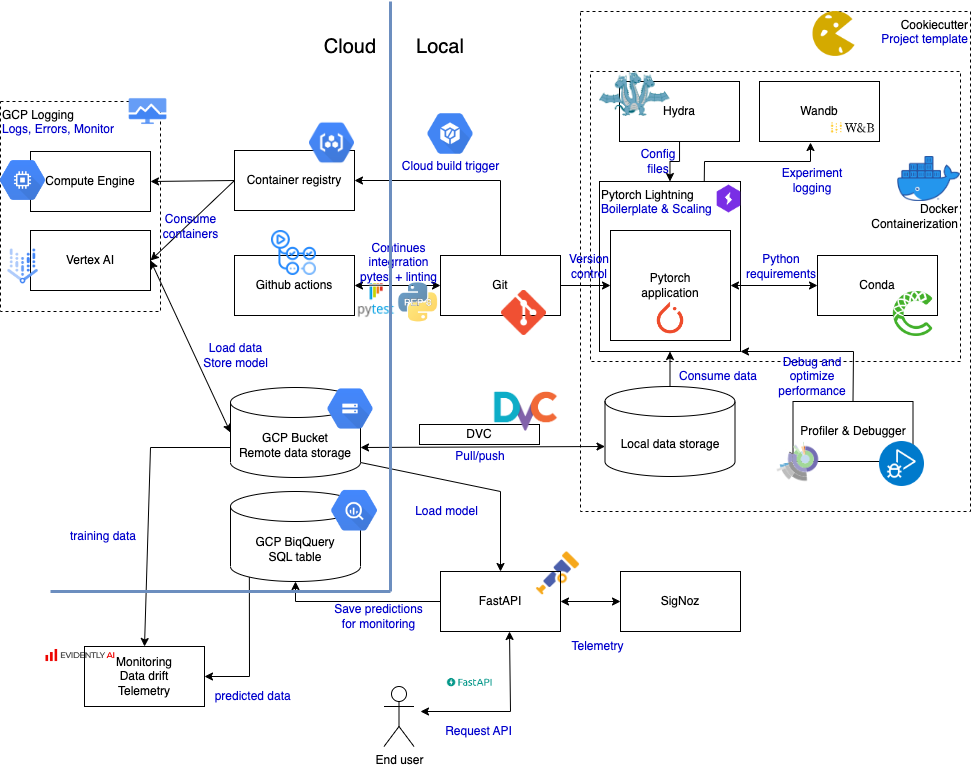 Cookiecutter
Project template
Cloud
Local
GCP Logging
Logs, Errors, Monitor
Hydra
Wandb
W&B
Cloud build trigger
Container registry
Compute Engine
Config
files
Experiment
logging
Pytorch Lightning
Boilerplate & Scaling
Docker
Containerization
Consume
containers
Vertex AI
Github actions
Continues
integrration
pytest + linting
pytest
PEP8
Git
Version
control
Pytorch
application
Python
requirements
Conda
Load data
Store model
Consume data
Debug and
optimize
performance
GCP Bucket
Remote data storage
DVC
DVC
Pull/push
Local data storage
Profiler & Debugger
training data
Load model
GCP BiqQuery
SQL table
FastAPI
SigNoz
Save predictions
for monitoring
Telemetry
EVIDENTLY AI
Monitoring
Data drift
Telemetry
predicted data
FastAPI
Request API
End user